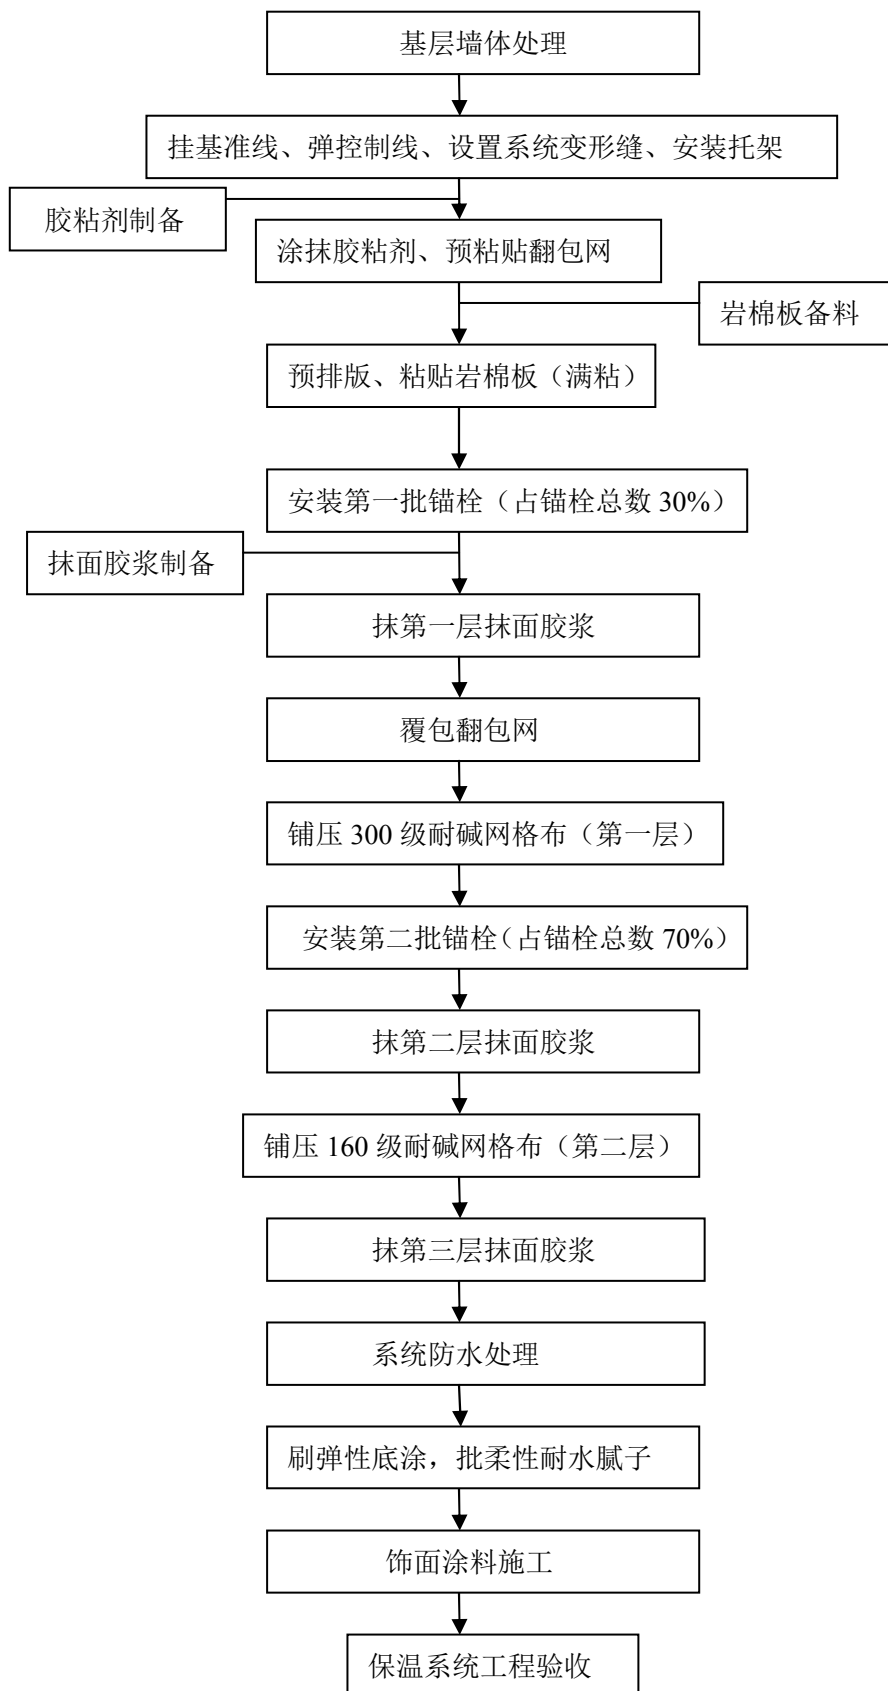 基层墙体处理
挂基准线、弹控制线、设置系统变形缝、安装托架
胶粘剂制备
涂抹胶粘剂、预粘贴翻包网
岩棉板备料
预排版、粘贴岩棉板（满粘）
安装第一批锚栓（占锚栓总数 30%）
抹面胶浆制备
抹第一层抹面胶浆
覆包翻包网
铺压 300 级耐碱网格布（第一层）
安装第二批锚栓（占锚栓总数 70%）
抹第二层抹面胶浆
铺压 160 级耐碱网格布（第二层）
抹第三层抹面胶浆
系统防水处理
刷弹性底涂，批柔性耐水腻子
饰面涂料施工
保温系统工程验收